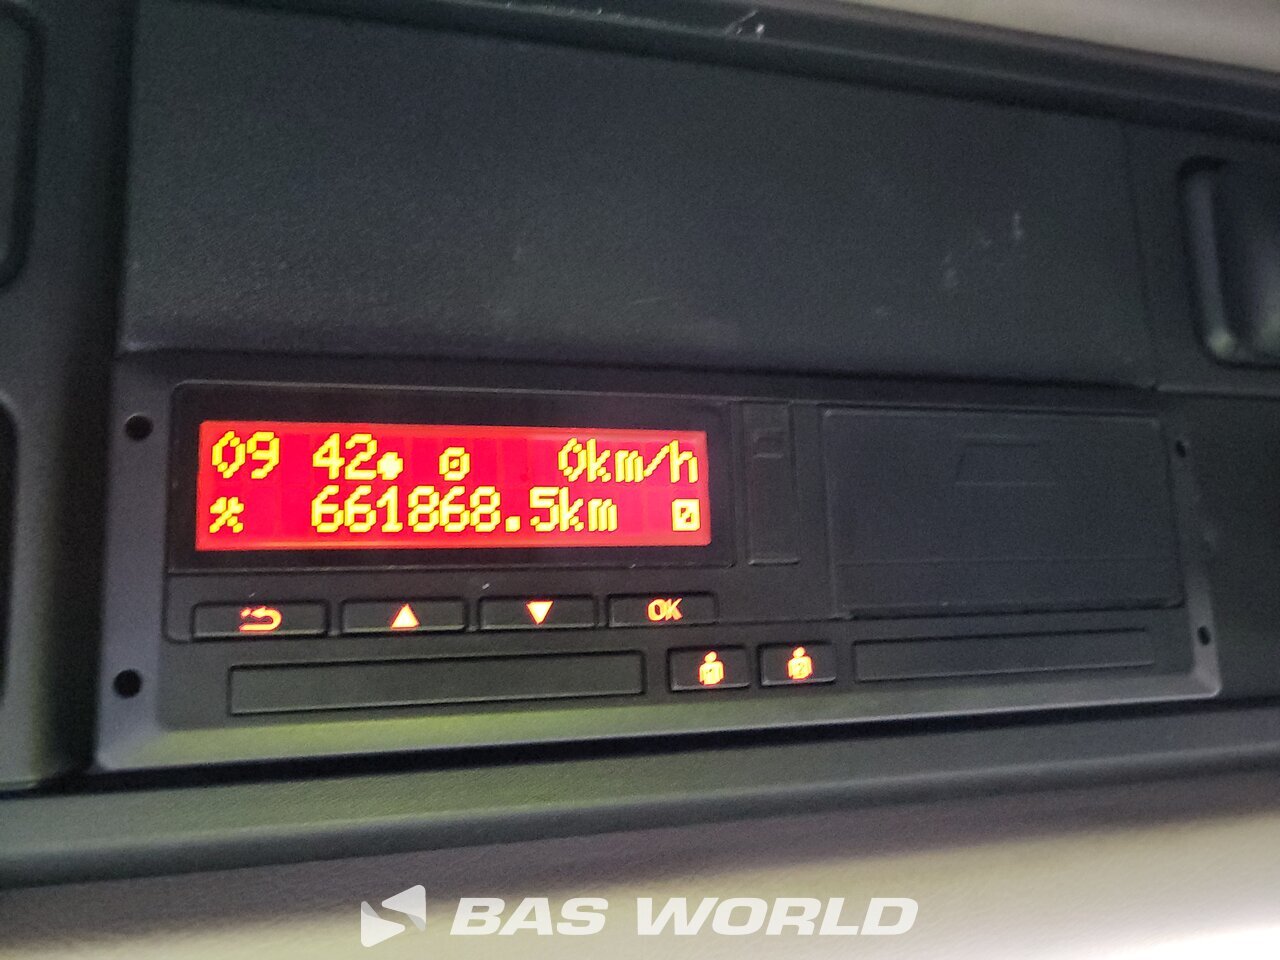 09 42 0km/h
661868.5km
OK
BAS WORLD